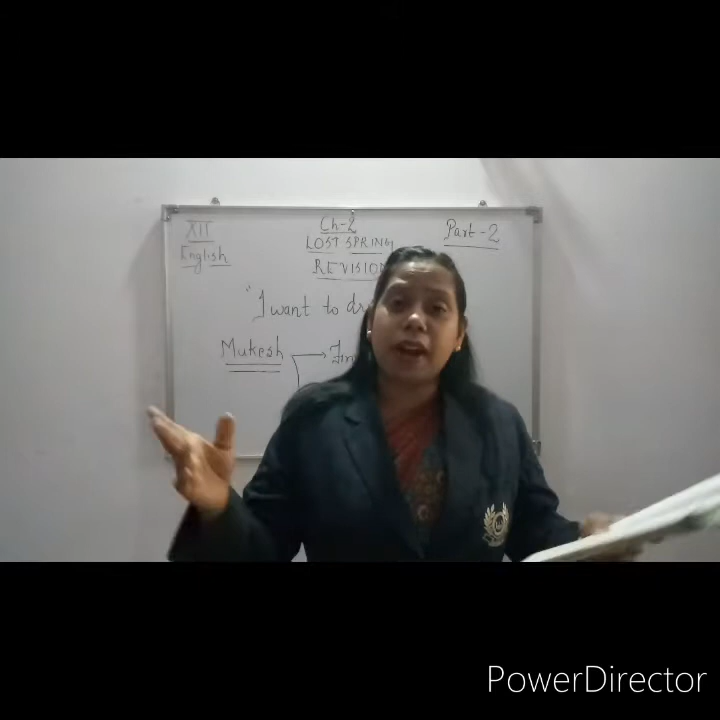 XII
English
Ch-2
LOST SPRING
REVISION
Part-2
"I want to
Mukesh
PowerDirector